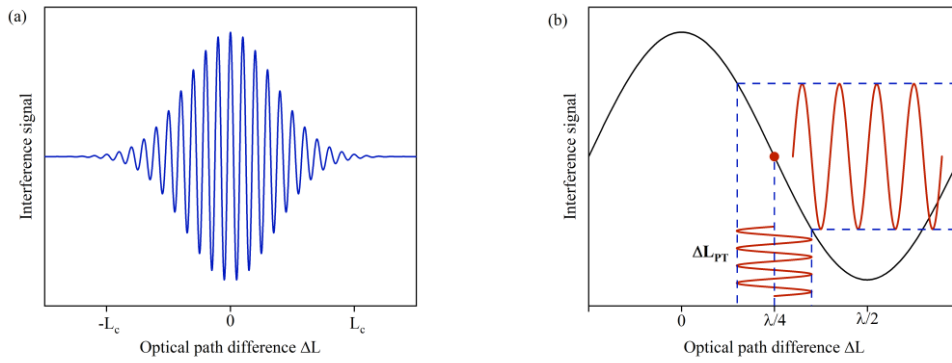 (a)
Interference signal
-Lc
0
Lc
Optical path difference ΔL
(b)
Interference signal
ΔLPT
0
λ/4
λ/2
Optical path difference ΔL